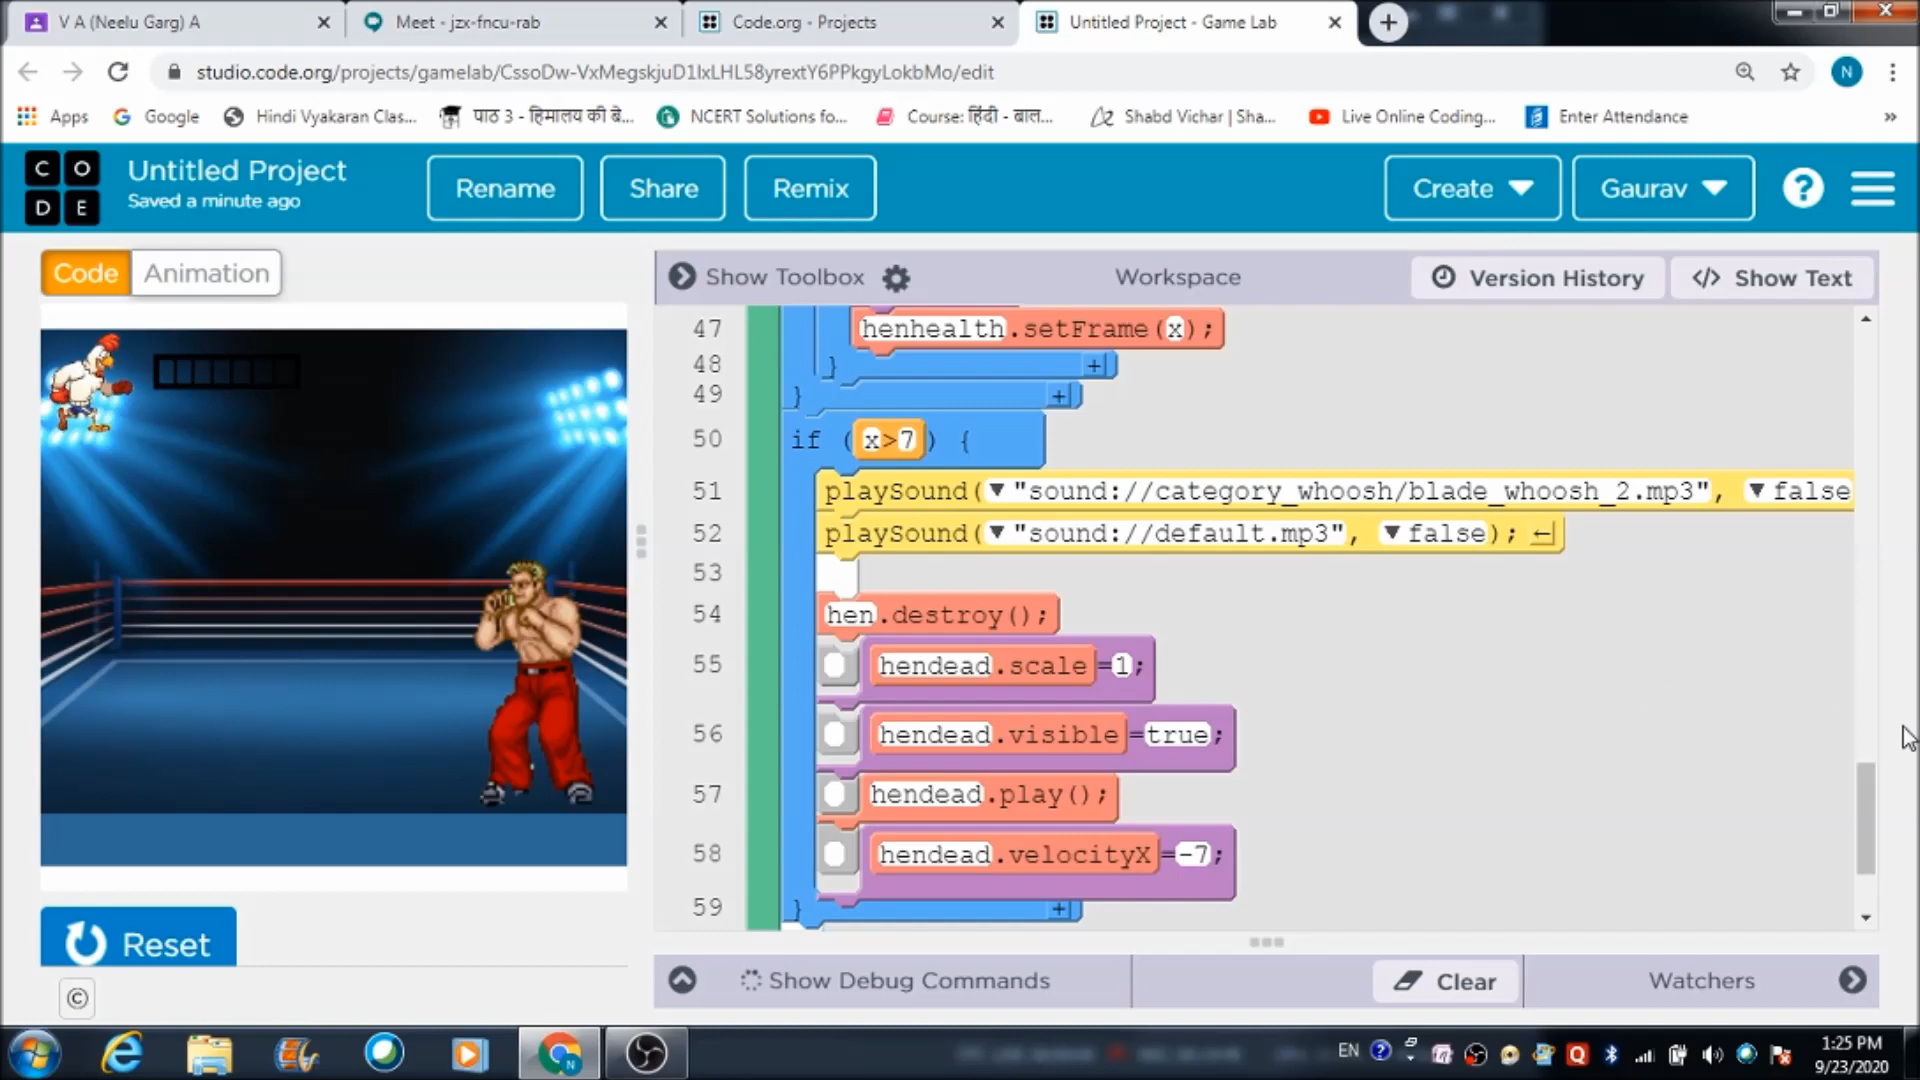 V A (Neelu Garg) A
Meet - jzx-fncu-rab
Code.org - Projects
Untitled Project - Game Lab
studio.code.org/projects/gamelab/CssoDw-VxMegskjuD1lxLHL58yrextY6PPkgyLokbMo/edit
N
Apps
Google
Hindi Vyakaran Clas...
पाठ 3 - हिमालय की बे...
NCERT Solutions fo...
Course: हिंदी - बाल...
Shabd Vichar | Sha...
Live Online Coding...
Enter Attendance
»
C O
D E
Untitled Project
Saved a minute ago
Rename
Share
Remix
Create
Gaurav
?
Code
Animation
Show Toolbox
Workspace
Version History
</> Show Text
47 henhealth.setFrame(x);
48 } +
49 } +
50 if (x>7) {
51 playSound("sound://category_whoosh/blade_whoosh_2.mp3", false
52 playSound("sound://default.mp3", false);
53
54 hen.destroy();
55 hendead.scale=1;
56 hendead.visible=true;
57 hendead.play();
58 hendead.velocityX=-7;
59 } +
Reset
©
Show Debug Commands
Clear
Watchers
EN
1:25 PM
9/23/2020